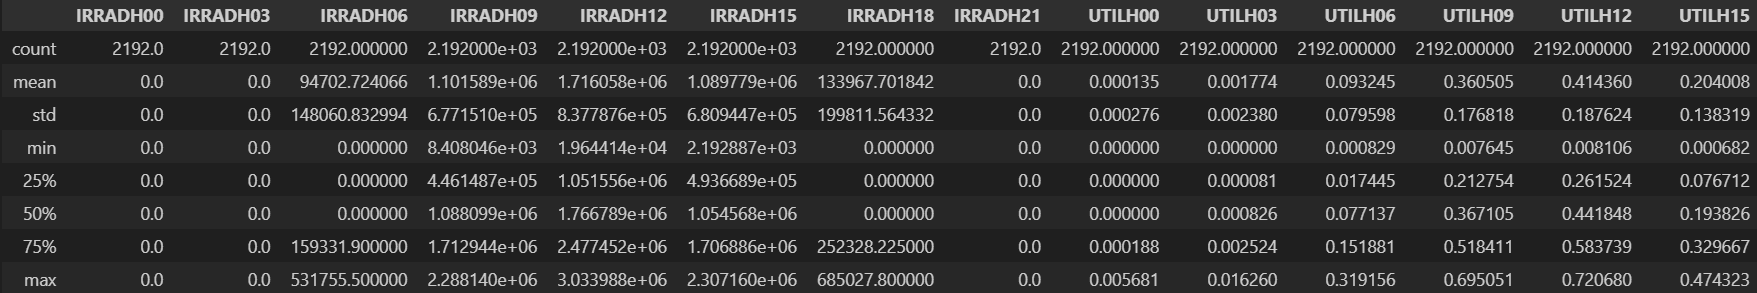 IRRADH00 IRRADH03 IRRADH06 IRRADH09 IRRADH12 IRRADH15 IRRADH18 IRRADH21 UTILH00 UTILH03 UTILH06 UTILH09 UTILH12 UTILH15
count 2192.0 2192.0 2192.000000 2.192000e+03 2.192000e+03 2.192000e+03 2192.000000 2192.0 2192.000000 2192.000000 2192.000000 2192.000000 2192.000000 2192.000000
mean 0.0 0.0 94702.724066 1.101589e+06 1.716058e+06 1.089779e+06 133967.701842 0.0 0.000135 0.001774 0.093245 0.360505 0.414360 0.204008
std 0.0 0.0 148060.832994 6.771510e+05 8.377876e+05 6.809447e+05 199811.564332 0.0 0.000276 0.002380 0.079598 0.176818 0.187624 0.138319
min 0.0 0.0 0.000000 8.408046e+03 1.964414e+04 2.192887e+03 0.000000 0.0 0.000000 0.000000 0.000829 0.007645 0.008106 0.000682
25% 0.0 0.0 0.000000 4.461487e+05 1.051556e+06 4.936689e+05 0.000000 0.0 0.000000 0.000081 0.017445 0.212754 0.261524 0.076712
50% 0.0 0.0 0.000000 1.088099e+06 1.766789e+06 1.054568e+06 0.000000 0.0 0.000000 0.000826 0.077137 0.367105 0.441848 0.193826
75% 0.0 0.0 159331.900000 1.712944e+06 2.477452e+06 1.706886e+06 252328.225000 0.0 0.000188 0.002524 0.151881 0.518411 0.583739 0.329667
max 0.0 0.0 531755.500000 2.288140e+06 3.033988e+06 2.307160e+06 685027.800000 0.0 0.005681 0.016260 0.319156 0.695051 0.720680 0.474323